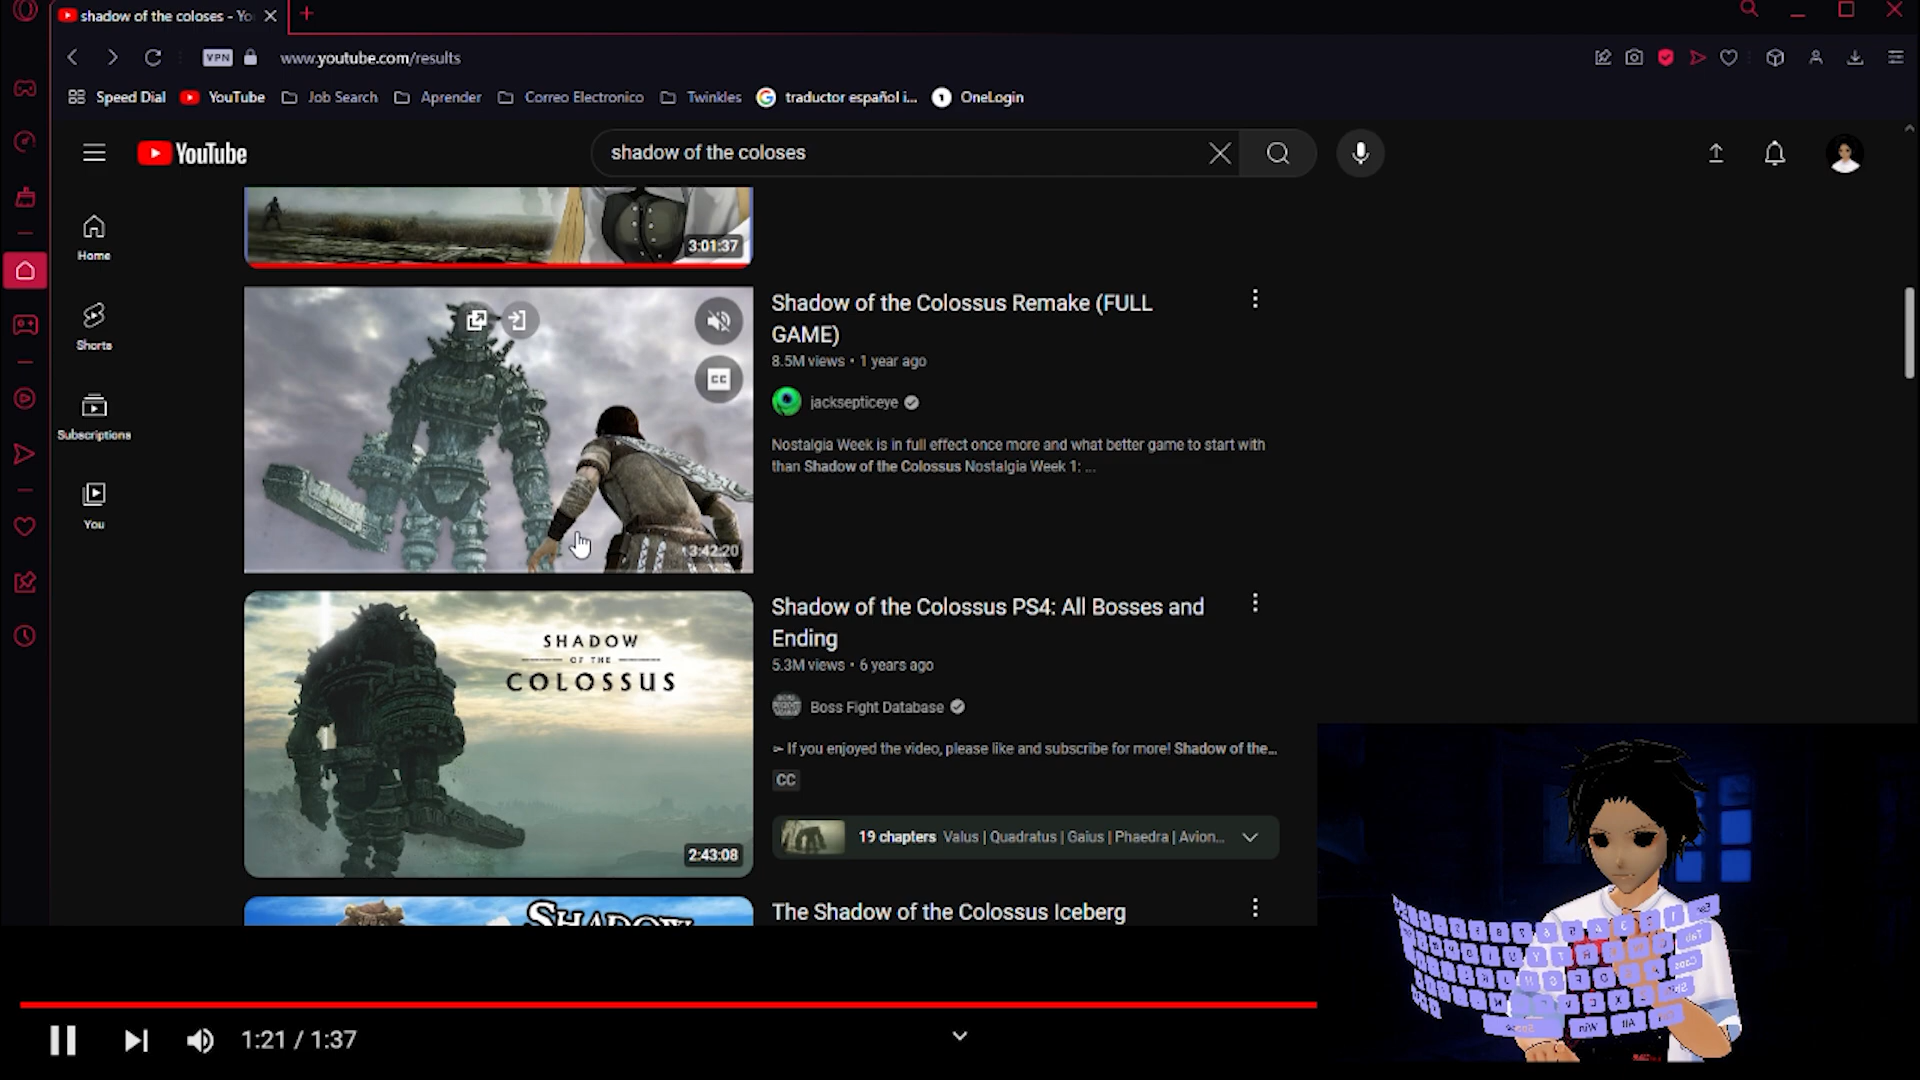 shadow of the coloses - Yo
VPN
www.youtube.com/results
Speed Dial
YouTube
Job Search
Aprender
Correo Electronico
Twinkles
traductor español i...
OneLogin
YouTube
shadow of the coloses
Home
Shorts
Subscriptions
You
3:01:37
CC
3:42:20
Shadow of the Colossus Remake (FULL
GAME)
8.5M views • 1 year ago
jacksepticeye
Nostalgia Week is in full effect once more and what better game to start with
than Shadow of the Colossus Nostalgia Week 1: ...
SHADOW
OF THE
COLOSSUS
2:43:08
Shadow of the Colossus PS4: All Bosses and
Ending
5.3M views • 6 years ago
Boss Fight Database
➢ If you enjoyed the video, please like and subscribe for more! Shadow of the...
CC
19 chapters Valus | Quadratus | Gaius | Phaedra | Avion...
SHADOW
The Shadow of the Colossus Iceberg
1:21 / 1:37